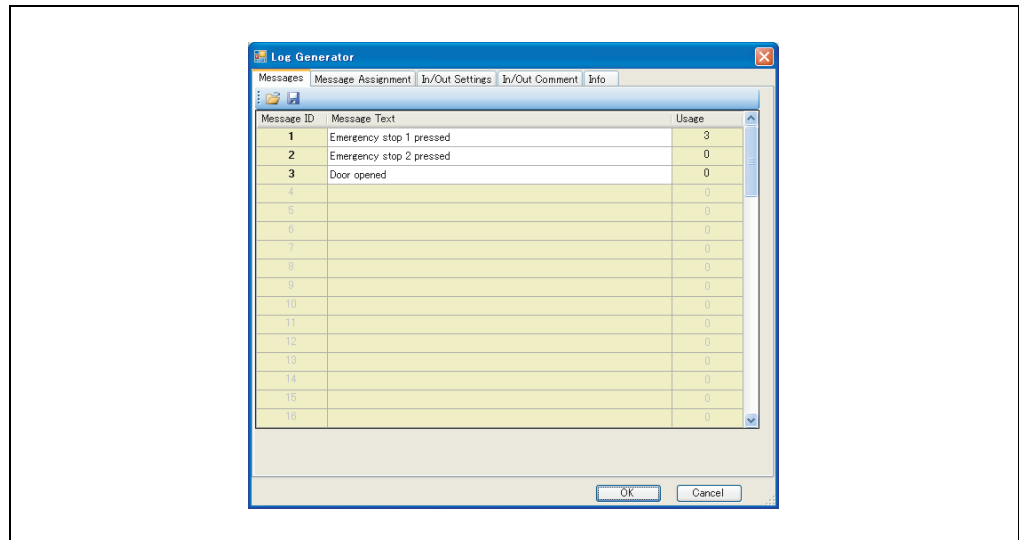 Log Generator
Messages Message Assignment In/Out Settings In/Out Comment Info
Message ID Message Text Usage
1 Emergency stop 1 pressed 3
2 Emergency stop 2 pressed 0
3 Door opened 0
4 0
5 0
6 0
7 0
8 0
9 0
10 0
11 0
12 0
13 0
14 0
15 0
16 0
OK Cancel